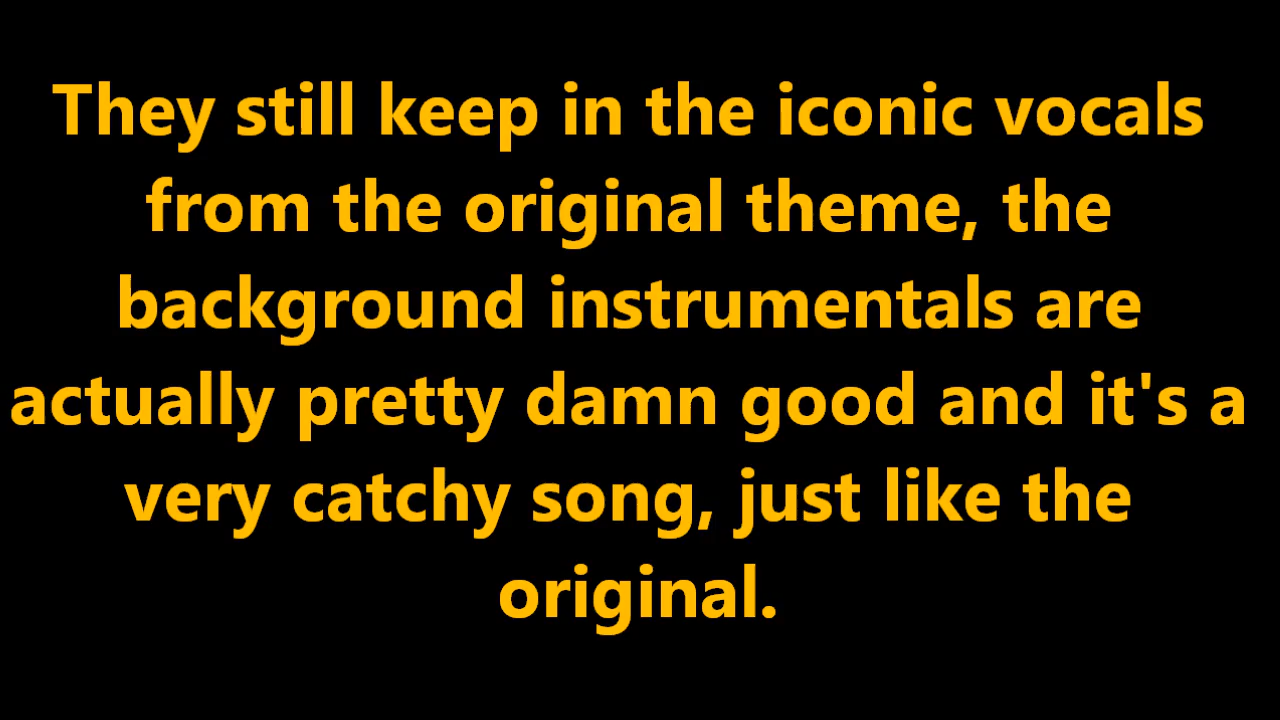 They still keep in the iconic vocals
from the original theme, the
background instrumentals are
actually pretty damn good and it's a
very catchy song, just like the
original.